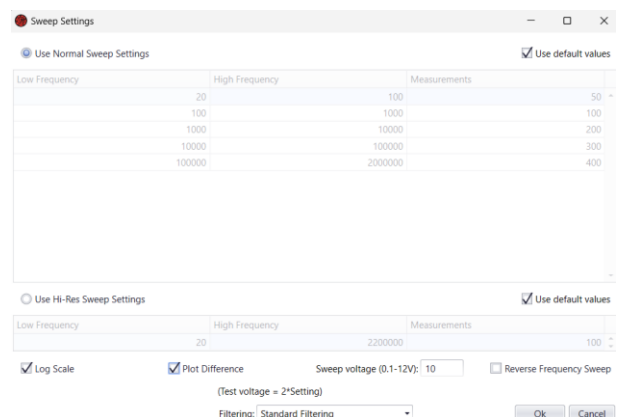 Sweep Settings
Use Normal Sweep Settings Use default values
Low Frequency High Frequency Measurements
20 100 50
100 1000 100
1000 10000 200
10000 100000 300
100000 2000000 400
Use Hi-Res Sweep Settings Use default values
Low Frequency High Frequency Measurements
20 2200000 100
Log Scale Plot Difference Sweep voltage (0.1-12V): 10 Reverse Frequency Sweep
(Test voltage = 2*Setting)
Filtering: Standard Filtering Ok Cancel